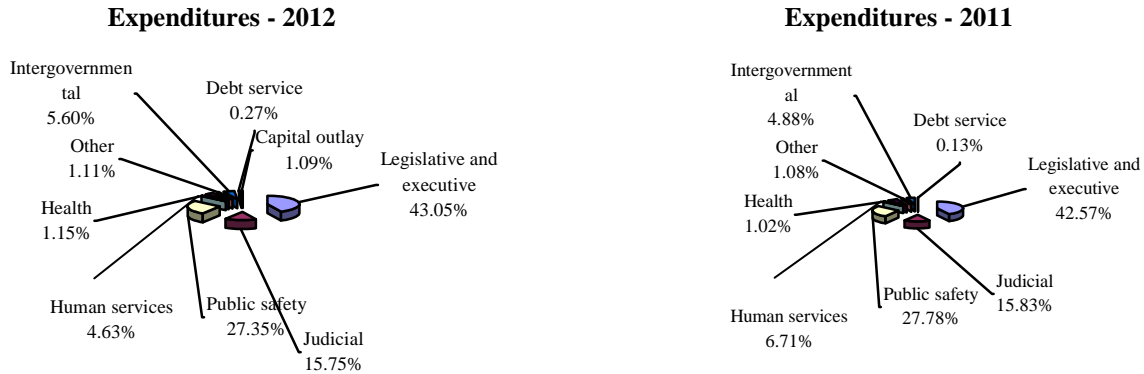 Expenditures - 2012
Intergovernmen
tal
5.60%
Debt service
0.27%
Capital outlay
1.09%
Other
1.11%
Legislative and
executive
43.05%
Health
1.15%
Human services
4.63%
Public safety
27.35%
Judicial
15.75%
Expenditures - 2011
Intergovernment
al
4.88%
Debt service
0.13%
Other
1.08%
Legislative and
executive
42.57%
Health
1.02%
Human services
6.71%
Public safety
27.78%
Judicial
15.83%